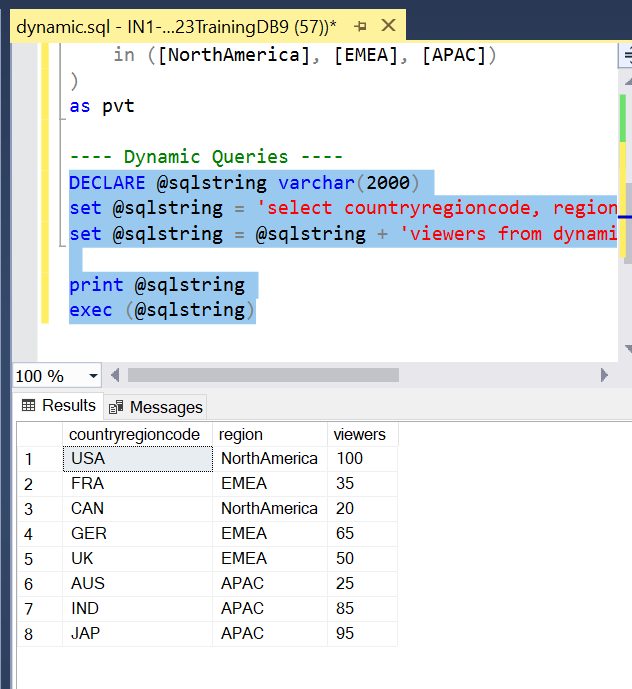 dynamic.sql - IN1-...23TrainingDB9 (57))*
in ([NorthAmerica], [EMEA], [APAC])
)
as pvt
---- Dynamic Queries ----
DECLARE @sqlstring varchar(2000)
set @sqlstring = 'select countryregioncode, region
set @sqlstring = @sqlstring + 'viewers from dynami
print @sqlstring
exec (@sqlstring)
100 %
Results Messages
countryregioncode region viewers
1 USA NorthAmerica 100
2 FRA EMEA 35
3 CAN NorthAmerica 20
4 GER EMEA 65
5 UK EMEA 50
6 AUS APAC 25
7 IND APAC 85
8 JAP APAC 95